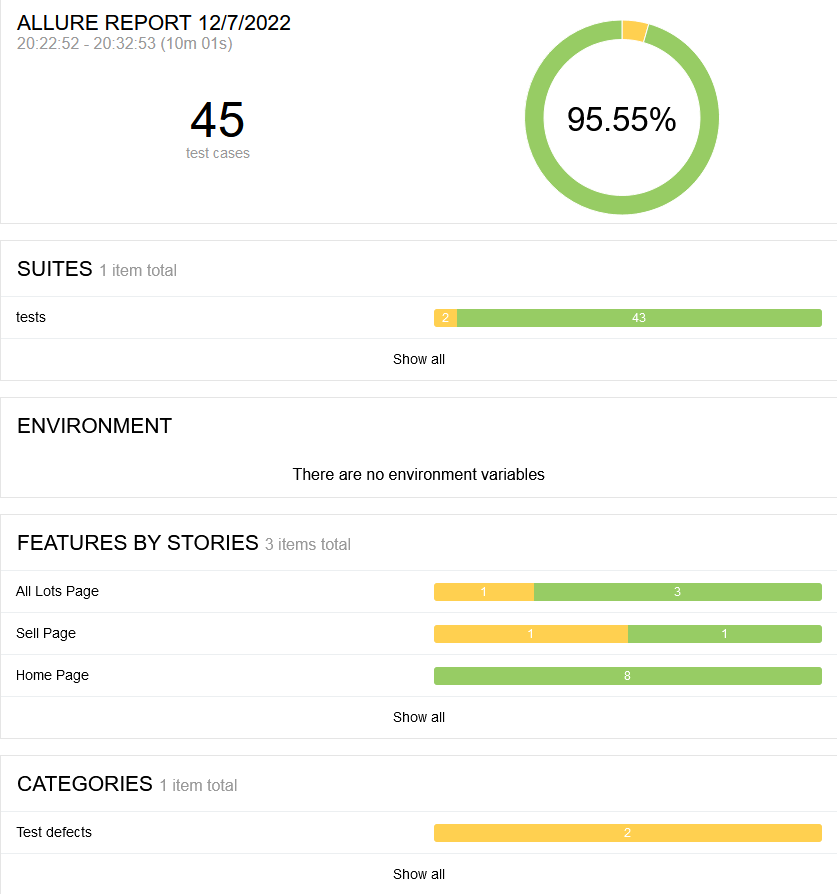 ALLURE REPORT 12/7/2022
20:22:52 - 20:32:53 (10m 01s)
45
test cases
95.55%
SUITES 1 item total
tests 2 43
Show all
ENVIRONMENT
There are no environment variables
FEATURES BY STORIES 3 items total
All Lots Page 1 3
Sell Page 1 1
Home Page 8
Show all
CATEGORIES 1 item total
Test defects 2
Show all